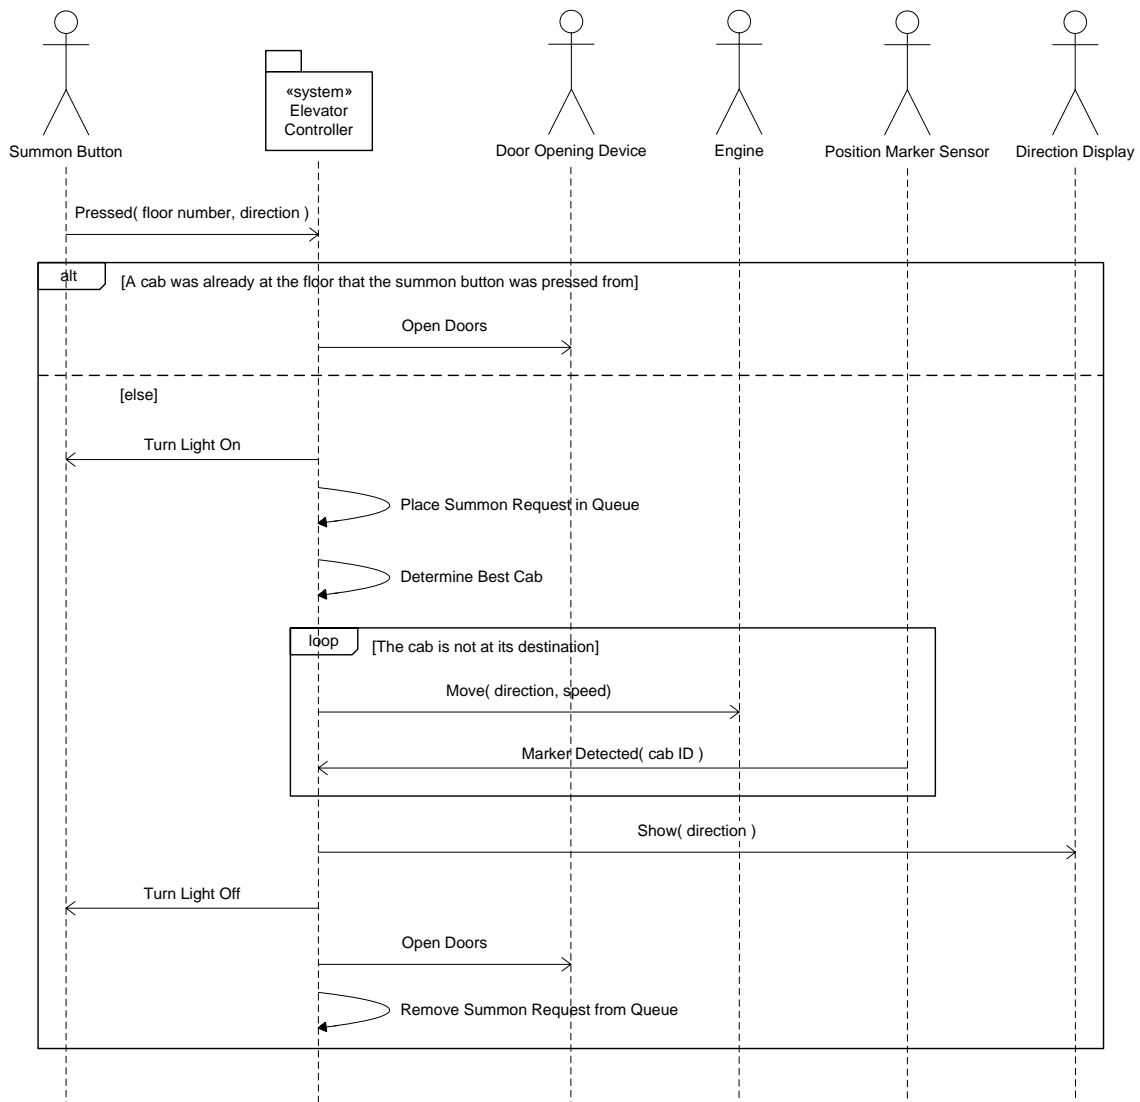 «system»
Elevator
Controller
Summon Button
Door Opening Device
Engine
Position Marker Sensor
Direction Display
Pressed( floor number, direction )
alt
[A cab was already at the floor that the summon button was pressed from]
Open Doors
[else]
Turn Light On
Place Summon Request in Queue
Determine Best Cab
loop
[The cab is not at its destination]
Move( direction, speed)
Marker Detected( cab ID )
Show( direction )
Turn Light Off
Open Doors
Remove Summon Request from Queue